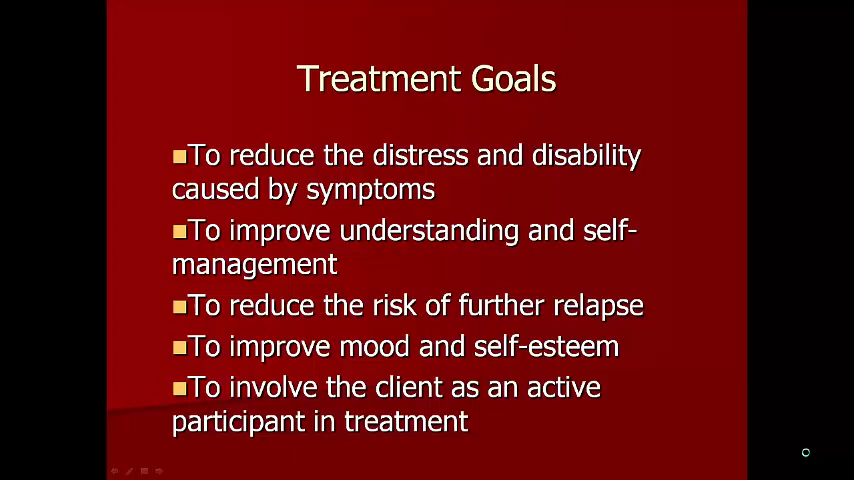 Treatment Goals
To reduce the distress and disability
caused by symptoms
To improve understanding and self-
management
To reduce the risk of further relapse
To improve mood and self-esteem
To involve the client as an active
participant in treatment